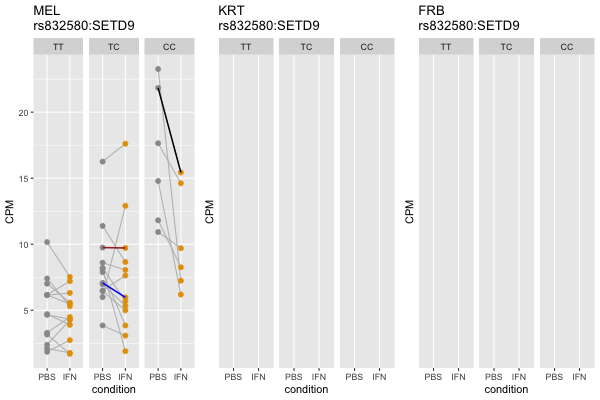 MEL
rs832580:SETD9
TT TC CC
CPM
20
15
10
5
PBS IFN PBS IFN PBS IFN
condition
KRT
rs832580:SETD9
TT TC CC
CPM
PBS IFN PBS IFN PBS IFN
condition
FRB
rs832580:SETD9
TT TC CC
CPM
PBS IFN PBS IFN PBS IFN
condition